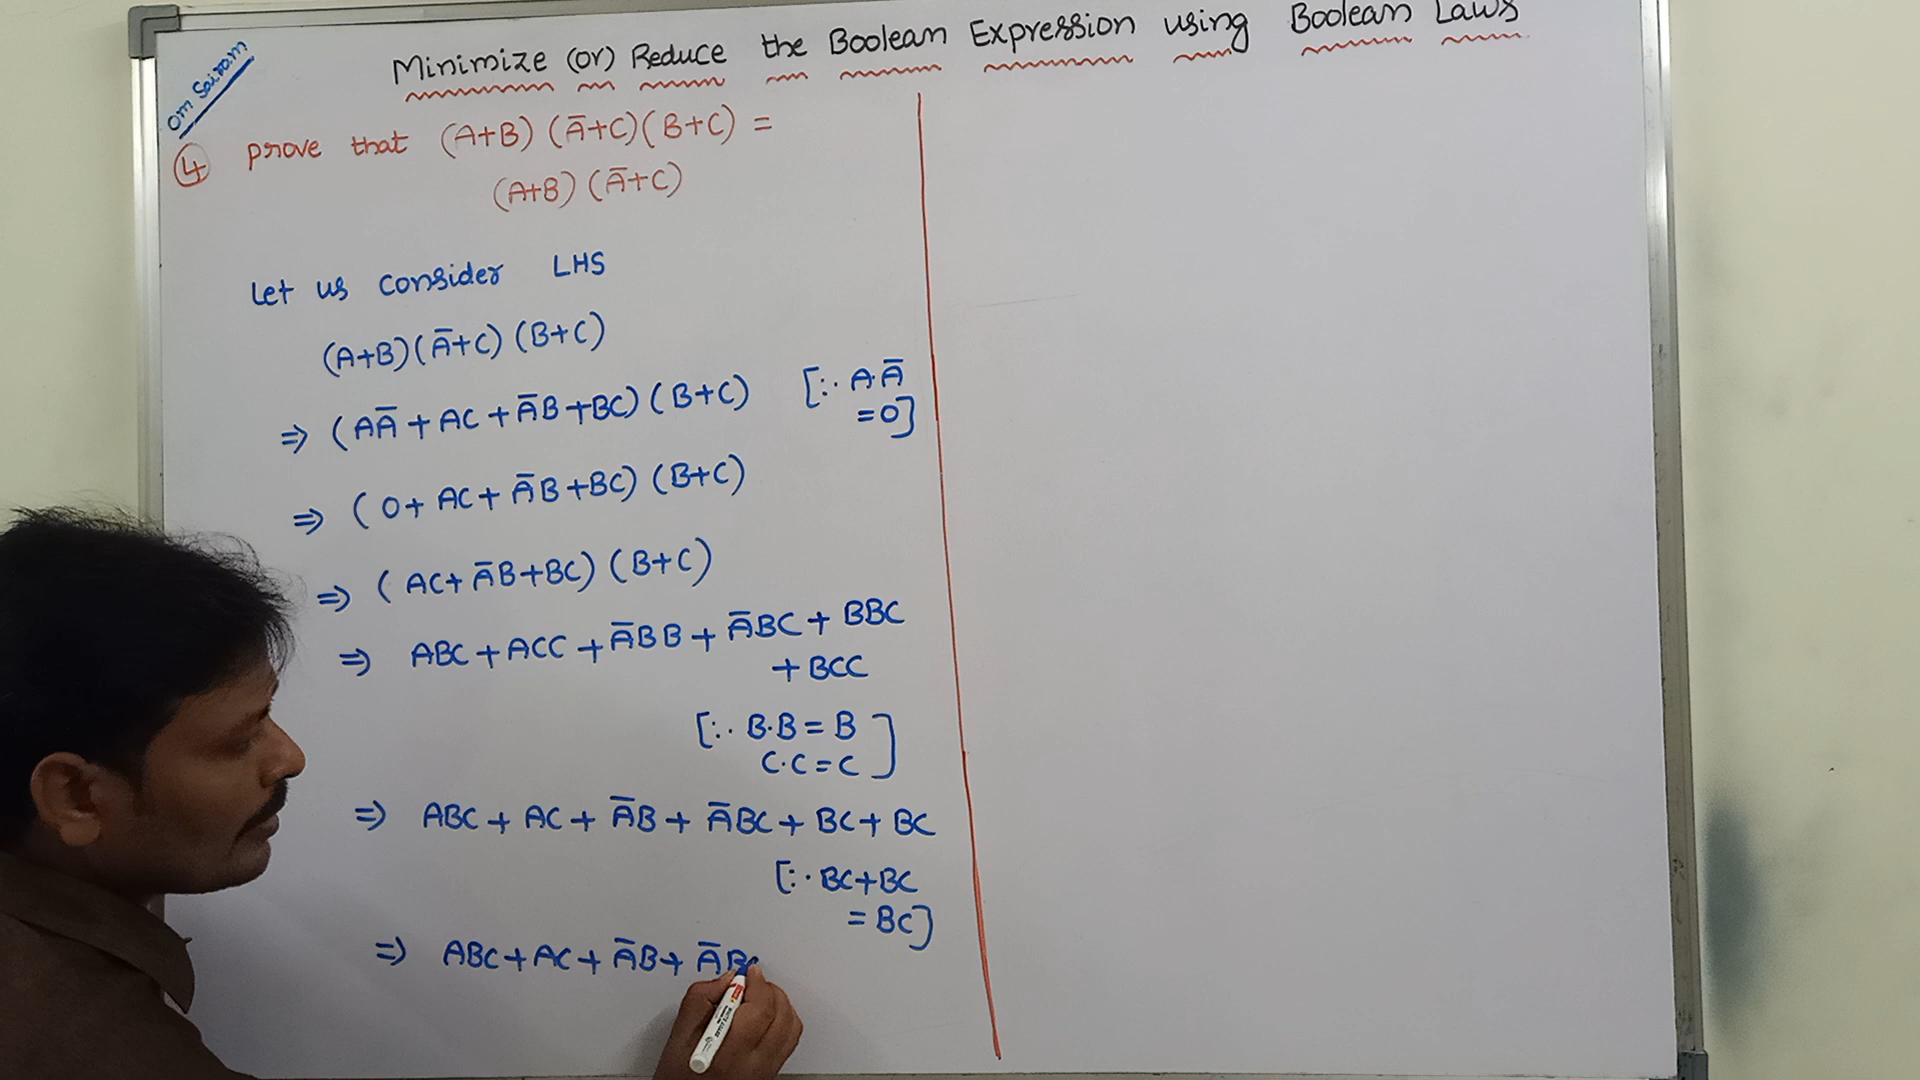 Om Sairam
Minimize (or) Reduce the Boolean Expression using Boolean Laws
④ prove that (A+B) (Ā+C) (B+C) =
(A+B) (Ā+C)
Let us consider LHS
(A+B) (Ā+C) (B+C)
⇒ (AĀ + AC + ĀB + BC) (B+C) [∵ A·Ā
= 0]
⇒ (0 + AC + ĀB + BC) (B+C)
⇒ (AC + ĀB + BC) (B+C)
⇒ ABC + ACC + ĀBB + ĀBC + BBC
+ BCC
[∵ B·B = B
C·C = C]
⇒ ABC + AC + ĀB + ĀBC + BC + BC
[∵ BC + BC
= BC]
⇒ ABC + AC + ĀB + ĀBC